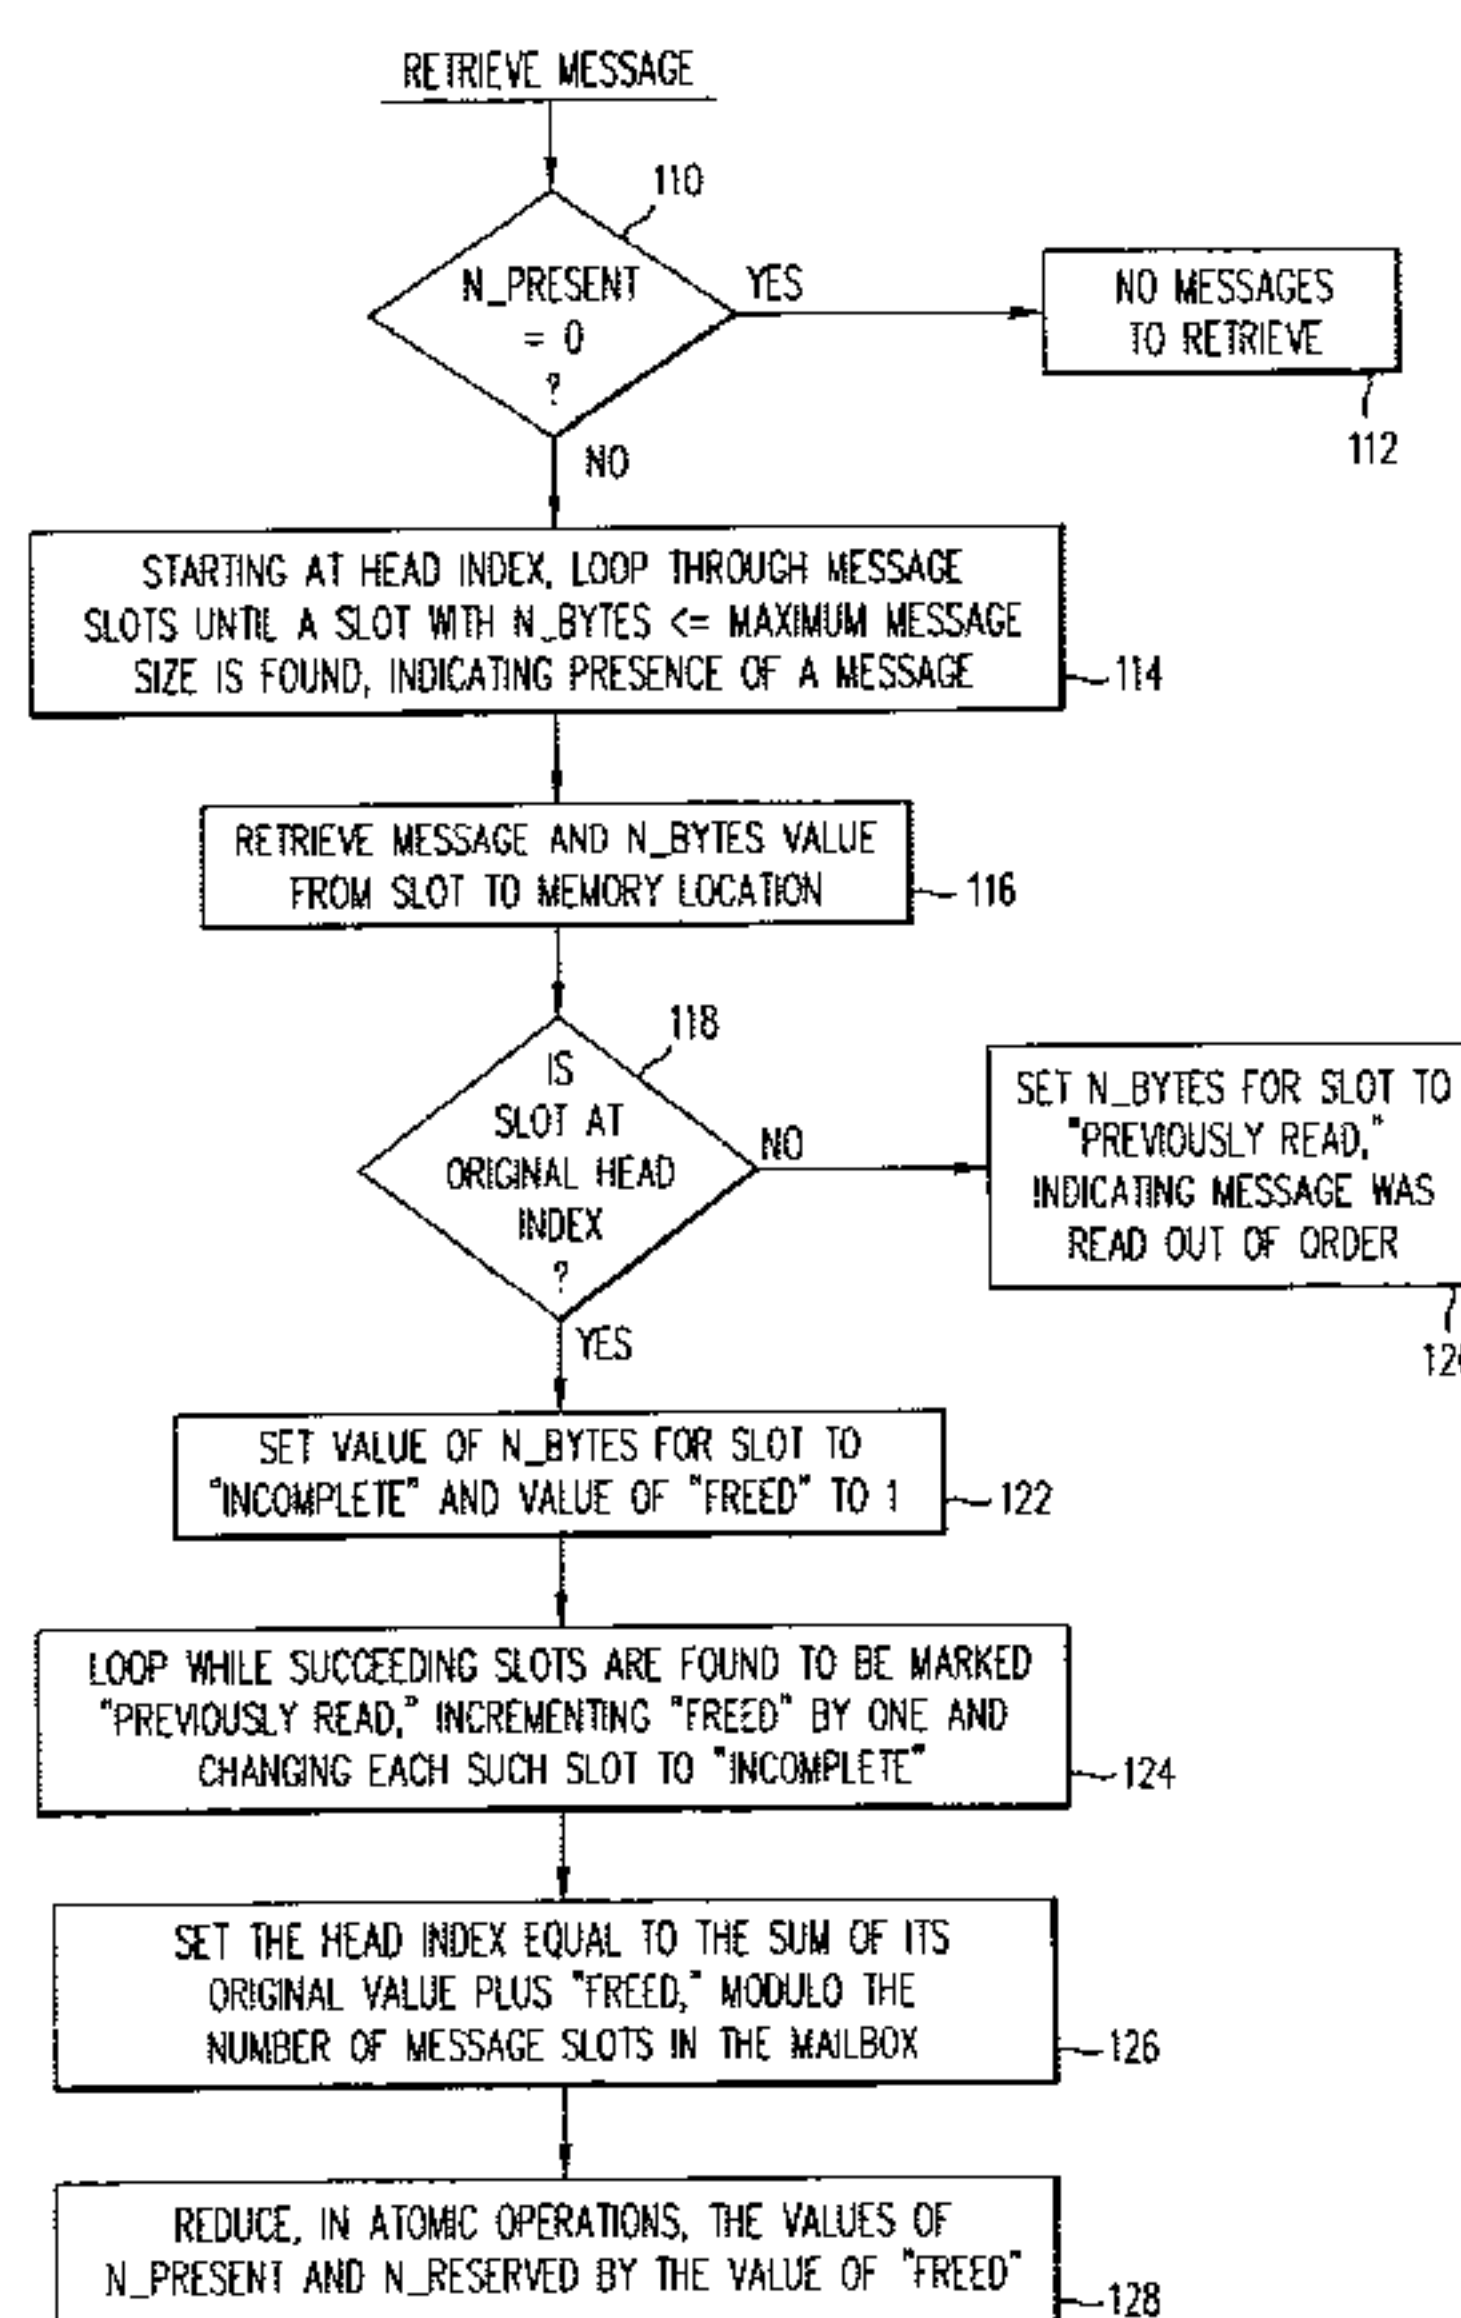 RETRIEVE MESSAGE
110
N_PRESENT
= 0
?
YES
NO MESSAGES
TO RETRIEVE
112
NO
STARTING AT HEAD INDEX, LOOP THROUGH MESSAGE
SLOTS UNTIL A SLOT WITH N_BYTES <= MAXIMUM MESSAGE
SIZE IS FOUND, INDICATING PRESENCE OF A MESSAGE
114
RETRIEVE MESSAGE AND N_BYTES VALUE
FROM SLOT TO MEMORY LOCATION
116
118
IS
SLOT AT
ORIGINAL HEAD
INDEX
?
NO
SET N_BYTES FOR SLOT TO
"PREVIOUSLY READ,"
INDICATING MESSAGE WAS
READ OUT OF ORDER
YES
SET VALUE OF N_BYTES FOR SLOT TO
"INCOMPLETE" AND VALUE OF "FREED" TO 1
122
LOOP WHILE SUCCEEDING SLOTS ARE FOUND TO BE MARKED
"PREVIOUSLY READ," INCREMENTING "FREED" BY ONE AND
CHANGING EACH SUCH SLOT TO "INCOMPLETE"
124
SET THE HEAD INDEX EQUAL TO THE SUM OF ITS
ORIGINAL VALUE PLUS "FREED," MODULO THE
NUMBER OF MESSAGE SLOTS IN THE MAILBOX
126
REDUCE, IN ATOMIC OPERATIONS, THE VALUES OF
N_PRESENT AND N_RESERVED BY THE VALUE OF "FREED"
128